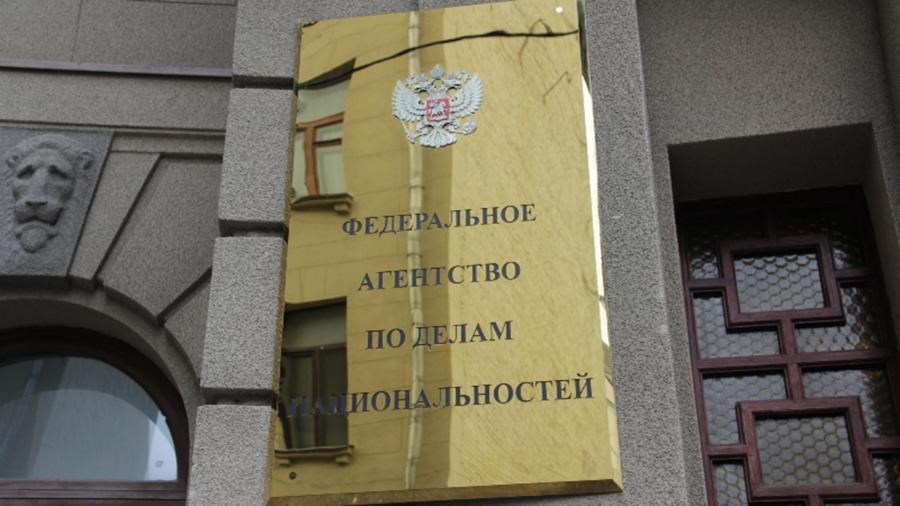 ФЕДЕРАЛЬНОЕ
АГЕНТСТВО
ПО ДЕЛАМ
НАЦИОНАЛЬНОСТЕЙ